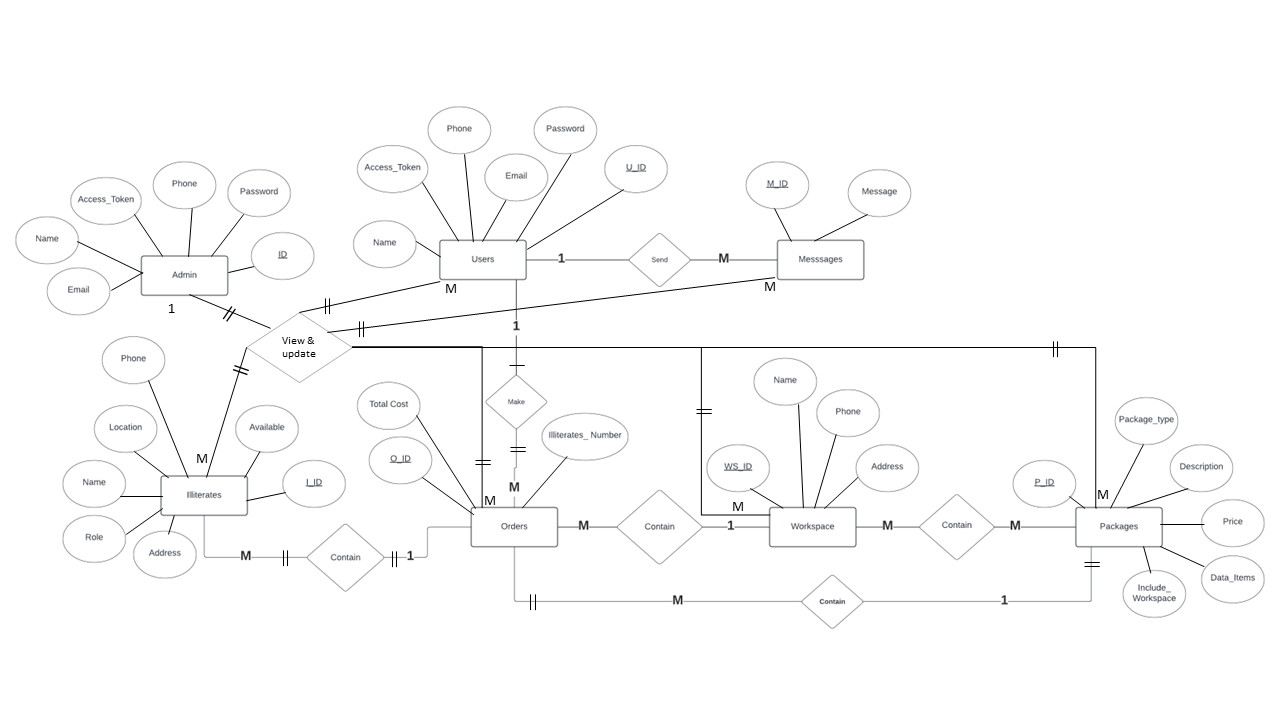 Phone
Password
Access_Token
Email
U_ID
Name
Users
1
Send
M
M_ID
Message
Messsages
Phone
Access_Token
Password
Name
ID
Email
Admin
1
M
M
1
View &
update
Phone
Location
Available
M
Name
I_ID
Illiterates
Role
Address
M
Contain
1
Make
Total Cost
Illiterates_ Number
O_ID
M
M
Orders
M
Contain
1
Name
Phone
WS_ID
Address
M
Workspace
M
Contain
M
Package_type
Description
P_ID
M
Packages
Price
Data_Items
Include_
Workspace
M
Contain
1